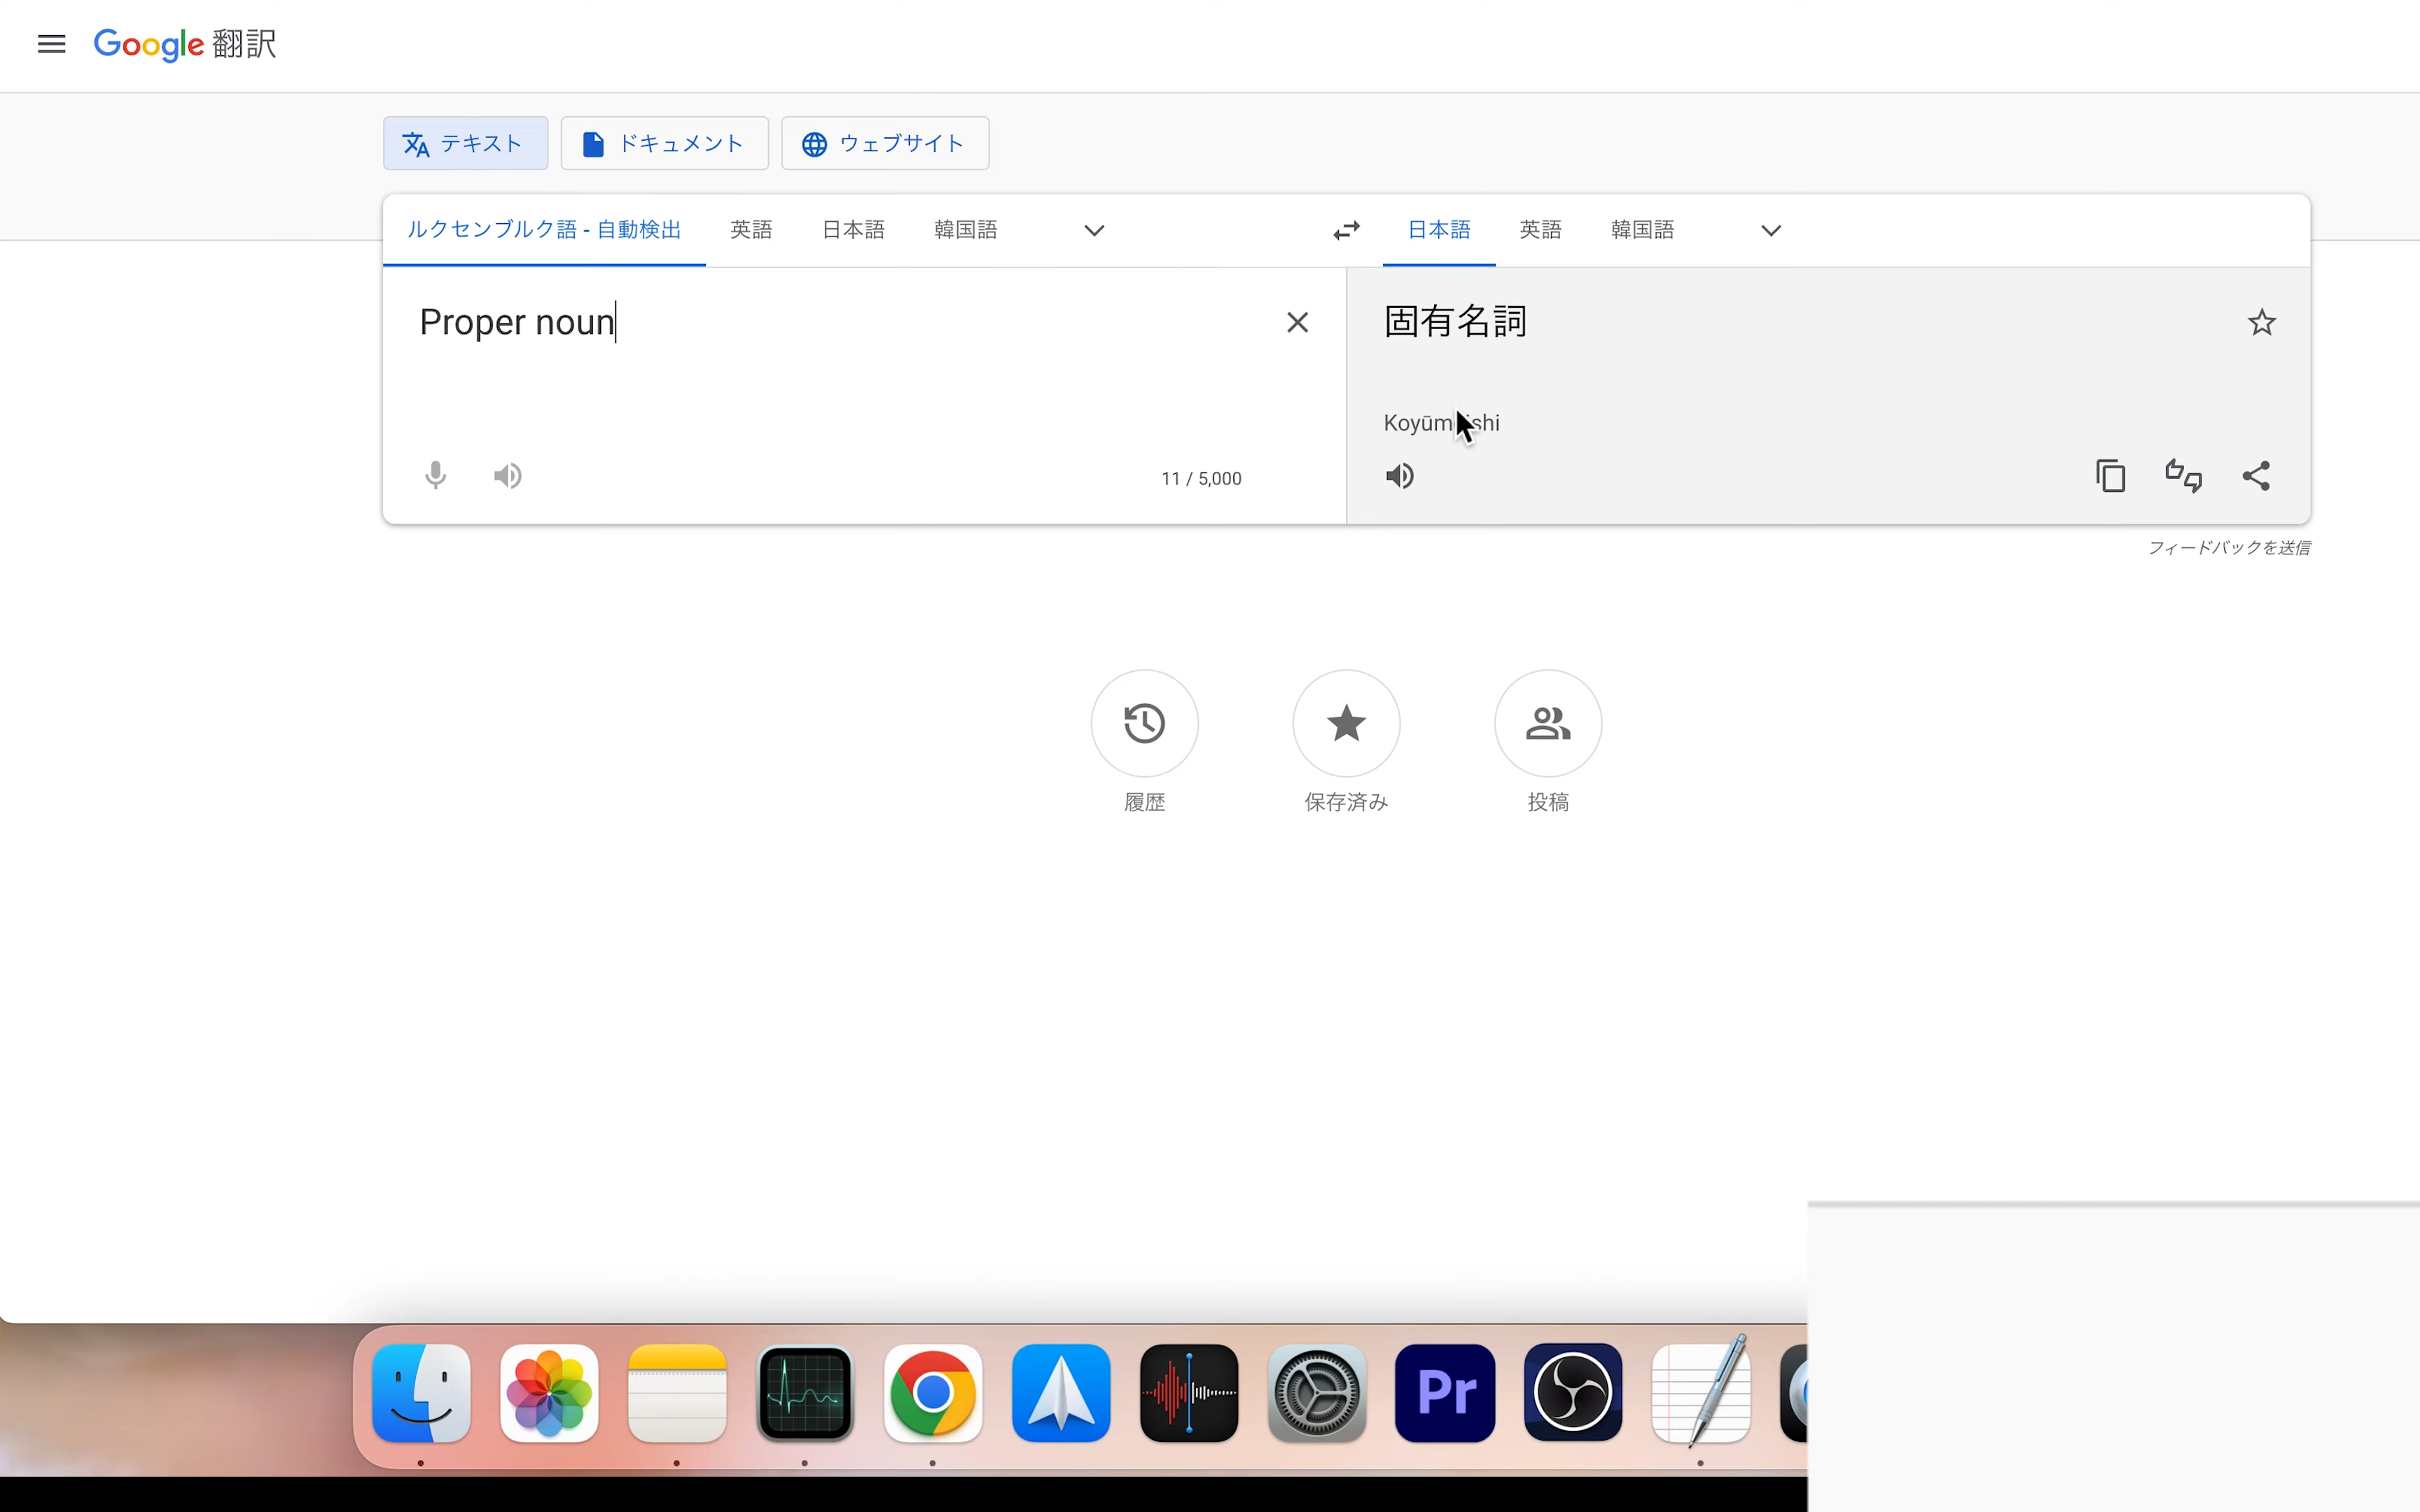 Google 翻訳
テキスト ドキュメント ウェブサイト
ルクセンブルク語 - 自動検出 英語 日本語 韓国語 日本語 英語 韓国語
Proper noun 固有名詞
11 / 5,000
フィードバックを送信
履歴 保存済み 投稿
Pr